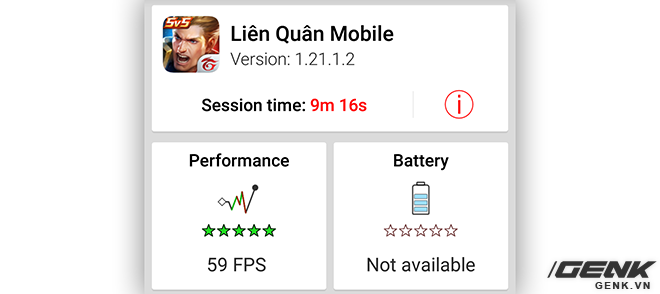 5v5
Liên Quân Mobile
Version: 1.21.1.2
Session time: 9m 16s
Performance
Battery
59 FPS
Not available
GENK
GENK.VN